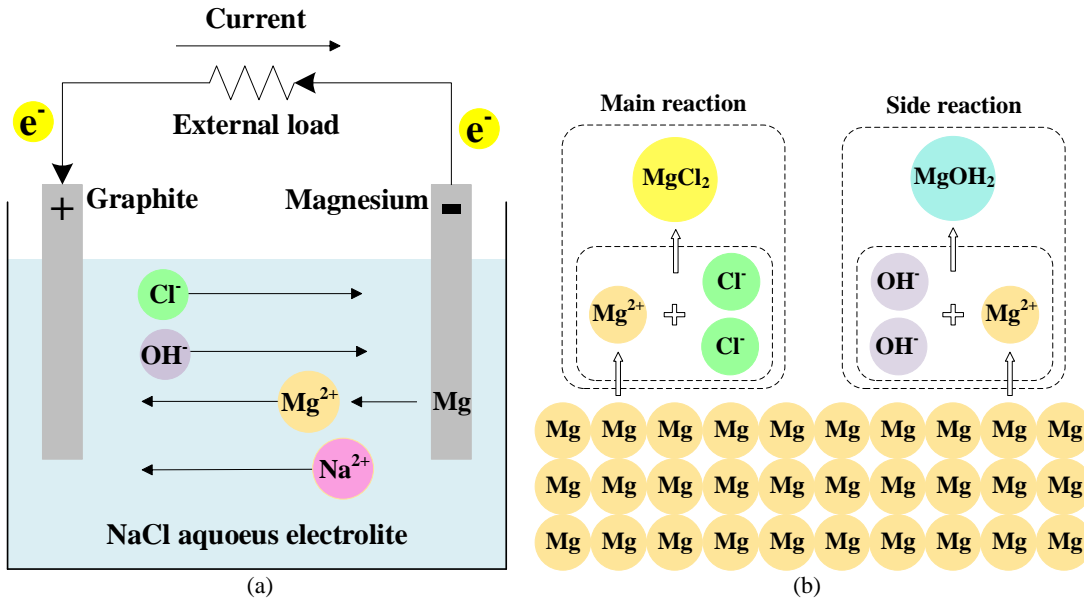 Current
External load
e⁻
e⁻
+ Graphite
Magnesium -
Cl⁻
OH⁻
Mg²⁺
Mg
Na²⁺
NaCl aquoeus electrolite
(a)
Main reaction
Side reaction
MgCl₂
MgOH₂
Mg²⁺ + Cl⁻
Cl⁻
OH⁻
OH⁻ + Mg²⁺
Mg Mg Mg Mg Mg Mg Mg Mg Mg Mg
Mg Mg Mg Mg Mg Mg Mg Mg Mg Mg
Mg Mg Mg Mg Mg Mg Mg Mg Mg Mg
(b)